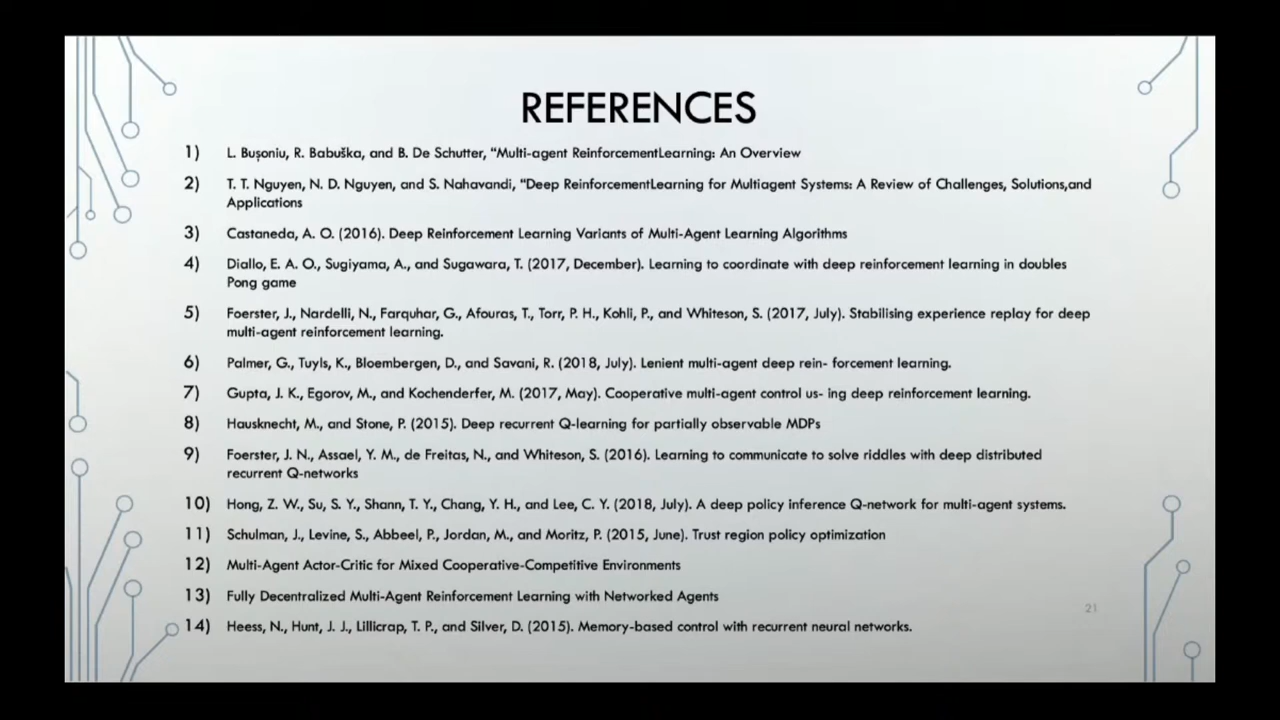 REFERENCES
1) L. Buşoniu, R. Babuška, and B. De Schutter, “Multi-agent ReinforcementLearning: An Overview
2) T. T. Nguyen, N. D. Nguyen, and S. Nahavandi, “Deep ReinforcementLearning for Multiagent Systems: A Review of Challenges, Solutions,and
Applications
3) Castaneda, A. O. (2016). Deep Reinforcement Learning Variants of Multi-Agent Learning Algorithms
4) Diallo, E. A. O., Sugiyama, A., and Sugawara, T. (2017, December). Learning to coordinate with deep reinforcement learning in doubles
Pong game
5) Foerster, J., Nardelli, N., Farquhar, G., Afouras, T., Torr, P. H., Kohli, P., and Whiteson, S. (2017, July). Stabilising experience replay for deep
multi-agent reinforcement learning.
6) Palmer, G., Tuyls, K., Bloembergen, D., and Savani, R. (2018, July). Lenient multi-agent deep rein- forcement learning.
7) Gupta, J. K., Egorov, M., and Kochenderfer, M. (2017, May). Cooperative multi-agent control us- ing deep reinforcement learning.
8) Hausknecht, M., and Stone, P. (2015). Deep recurrent Q-learning for partially observable MDPs
9) Foerster, J. N., Assael, Y. M., de Freitas, N., and Whiteson, S. (2016). Learning to communicate to solve riddles with deep distributed
recurrent Q-networks
10) Hong, Z. W., Su, S. Y., Shann, T. Y., Chang, Y. H., and Lee, C. Y. (2018, July). A deep policy inference Q-network for multi-agent systems.
11) Schulman, J., Levine, S., Abbeel, P., Jordan, M., and Moritz, P. (2015, June). Trust region policy optimization
12) Multi-Agent Actor-Critic for Mixed Cooperative-Competitive Environments
13) Fully Decentralized Multi-Agent Reinforcement Learning with Networked Agents
21
14) Heess, N., Hunt, J. J., Lillicrap, T. P., and Silver, D. (2015). Memory-based control with recurrent neural networks.